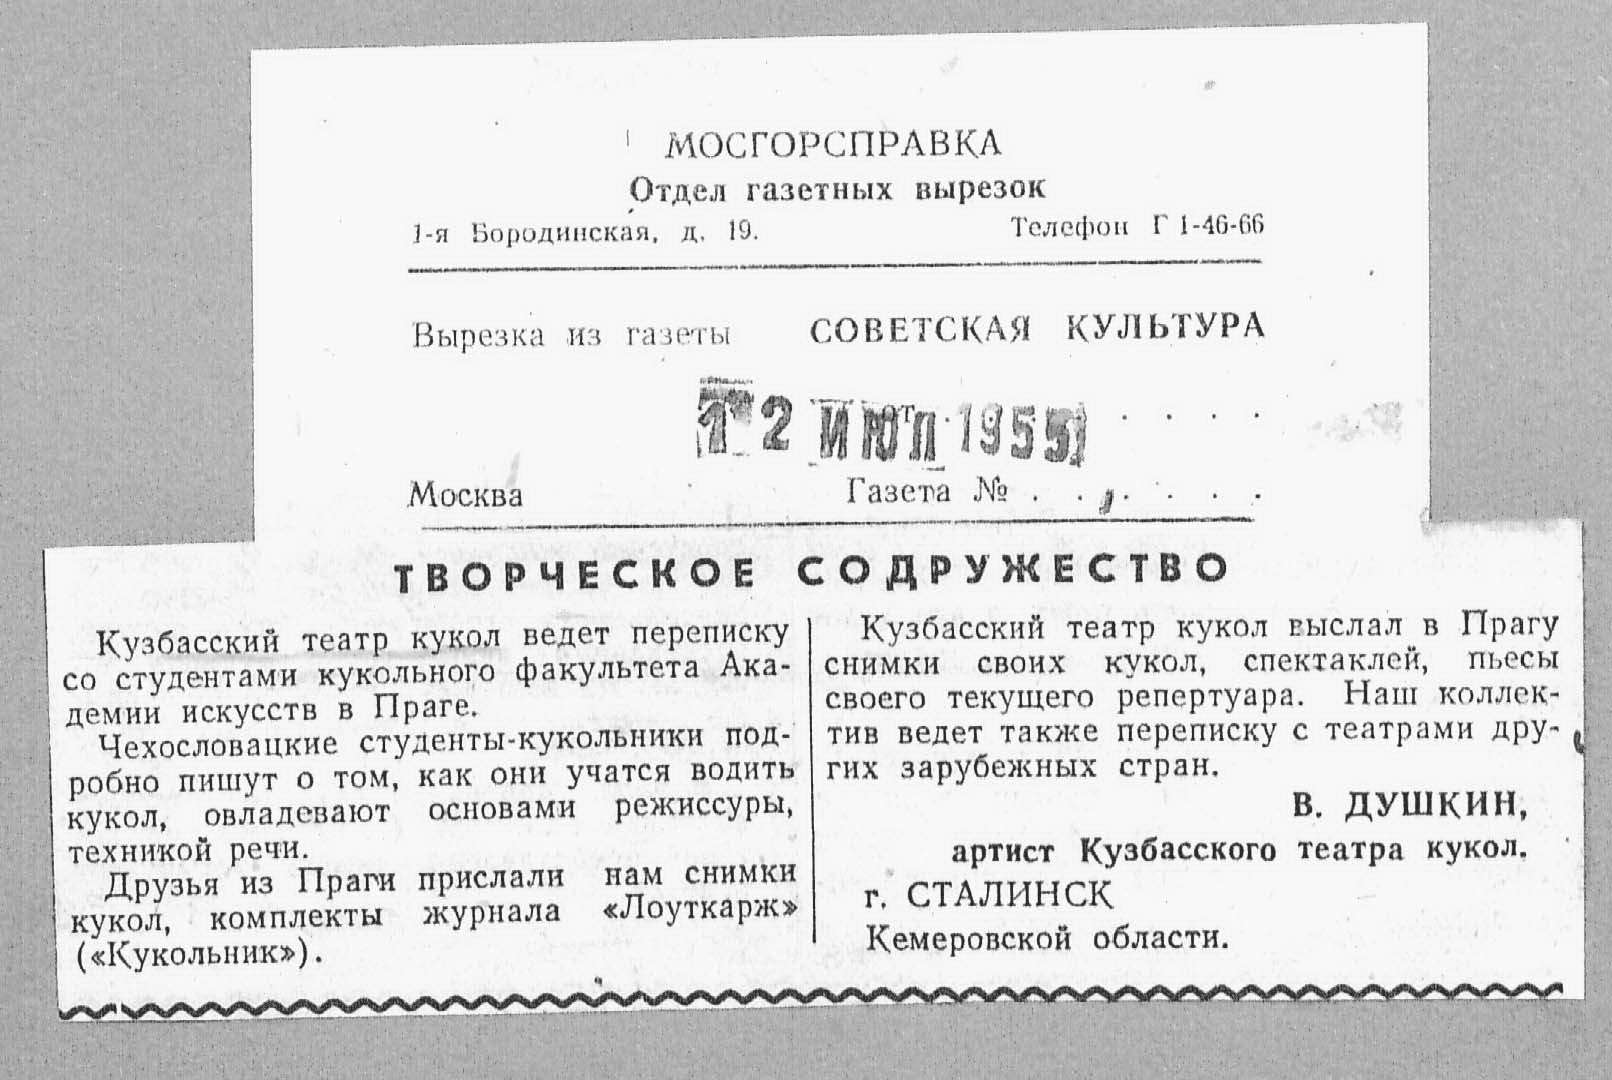 МОСГОРСПРАВКА
Отдел газетных вырезок
1-я Бородинская, д. 19. Телефон Г 1-46-66
Вырезка из газеты СОВЕТСКАЯ КУЛЬТУРА
12 ИЮЛ 1955
Москва Газета № . . . . . .
ТВОРЧЕСКОЕ СОДРУЖЕСТВО
Кузбасский театр кукол ведет переписку
со студентами кукольного факультета Ака-
демии искусств в Праге.
Чехословацкие студенты-кукольники под-
робно пишут о том, как они учатся водить
кукол, овладевают основами режиссуры,
техникой речи.
Друзья из Праги прислали нам снимки
кукол, комплекты журнала «Лоуткарж»
(«Кукольник»).
Кузбасский театр кукол выслал в Прагу
снимки своих кукол, спектаклей, пьесы
своего текущего репертуара. Наш коллек-
тив ведет также переписку с театрами дру-
гих зарубежных стран.
В. ДУШКИН,
артист Кузбасского театра кукол.
г. СТАЛИНСК
Кемеровской области.